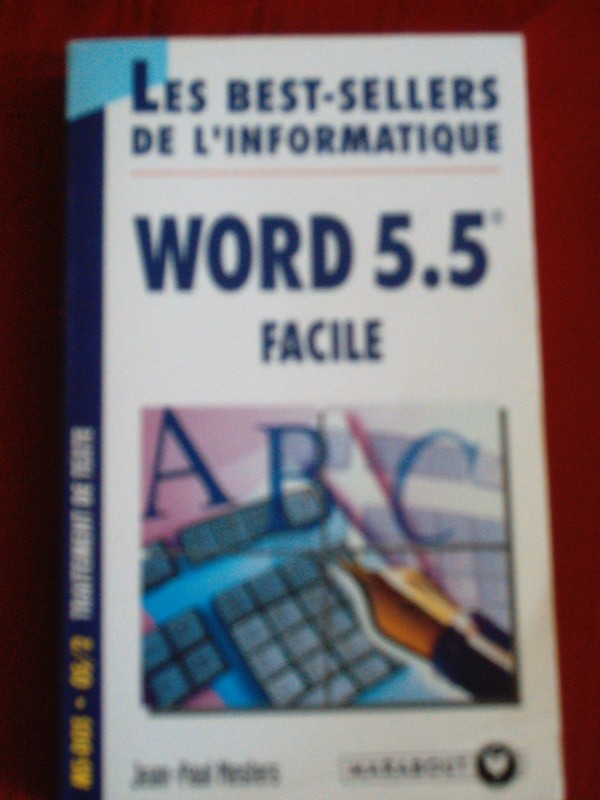 LES BEST-SELLERS
DE L'INFORMATIQUE
WORD 5.5
FACILE
A B C
Jean-Paul Mesters
MARABOUT
MS-DOS • OS/2 TRAITEMENT DE TEXTE